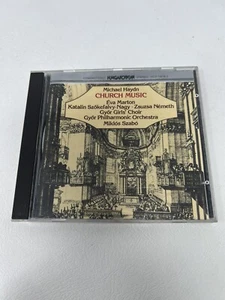 HUNGAROTON
Michael Haydn
CHURCH MUSIC
Éva Marton
Katalin Szőkefalvy-Nagy - Zsuzsa Németh
Győr Girls' Choir
Győr Philharmonic Orchestra
Miklós Szabó